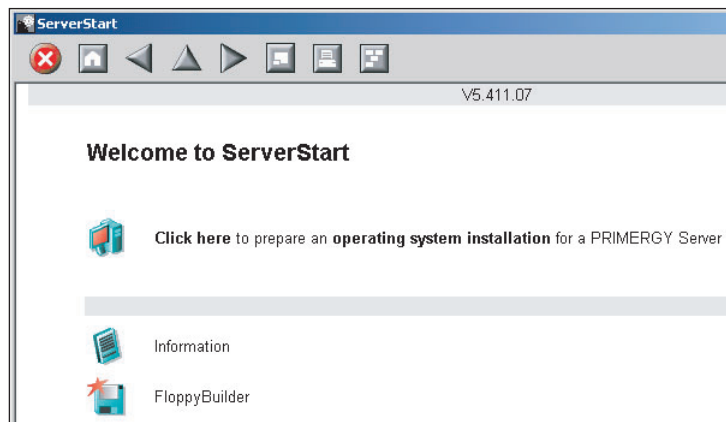 ServerStart
V5.411.07
Welcome to ServerStart
Click here to prepare an operating system installation for a PRIMERGY Server
Information
FloppyBuilder